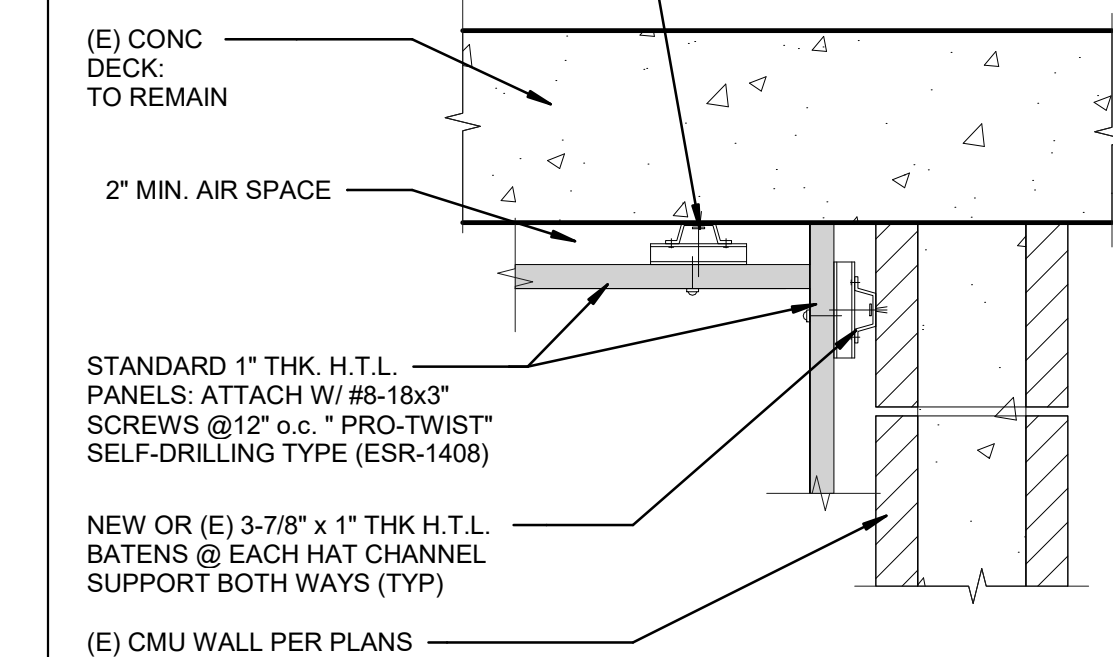 (E) CONC
DECK:
TO REMAIN
2" MIN. AIR SPACE
STANDARD 1" THK. H.T.L.
PANELS: ATTACH W/ #8-18x3"
SCREWS @12" o.c. " PRO-TWIST"
SELF-DRILLING TYPE (ESR-1408)
NEW OR (E) 3-7/8" x 1" THK H.T.L.
BATENS @ EACH HAT CHANNEL
SUPPORT BOTH WAYS (TYP)
(E) CMU WALL PER PLANS